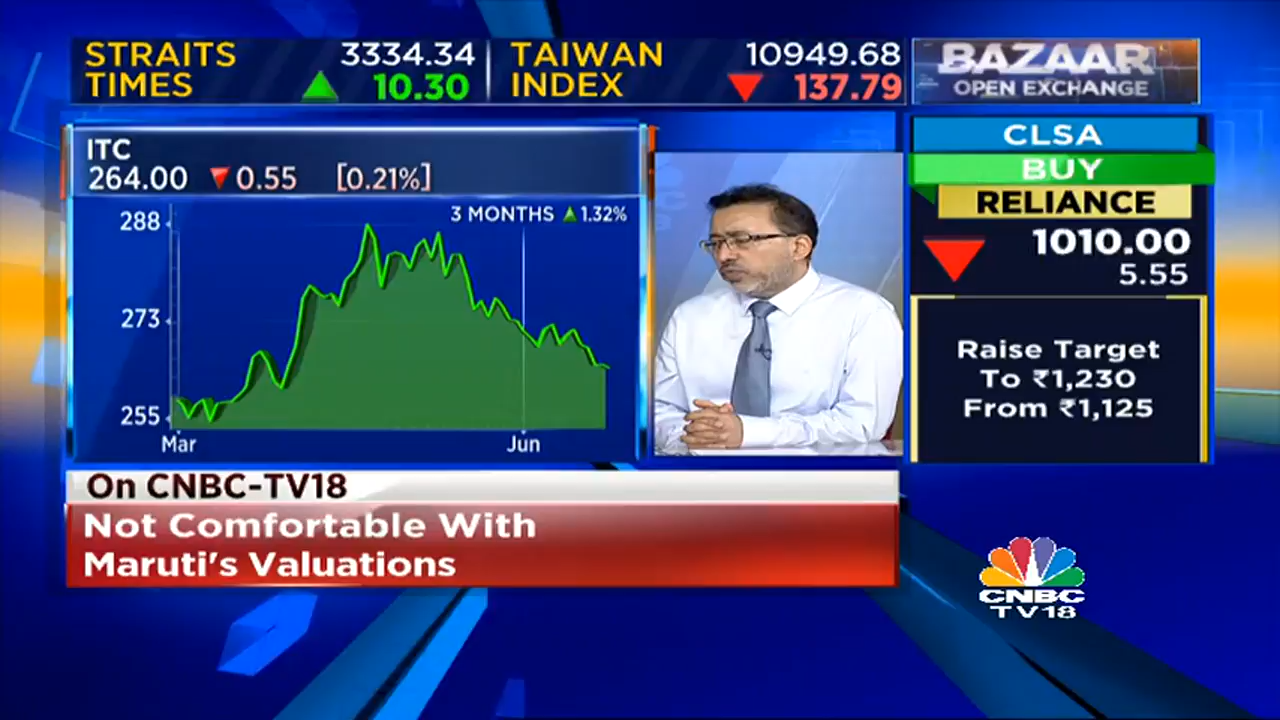 STRAITS
TIMES
3334.34
▲ 10.30
TAIWAN
INDEX
10949.68
▼ 137.79
BAZAAR
OPEN EXCHANGE
ITC
264.00 ▼0.55 [0.21%]
3 MONTHS ▲1.32%
288
273
255
Mar
Jun
CLSA
BUY
RELIANCE
1010.00
▼ 5.55
Raise Target
To ₹1,230
From ₹1,125
On CNBC-TV18
Not Comfortable With
Maruti's Valuations
CNBC
TV18